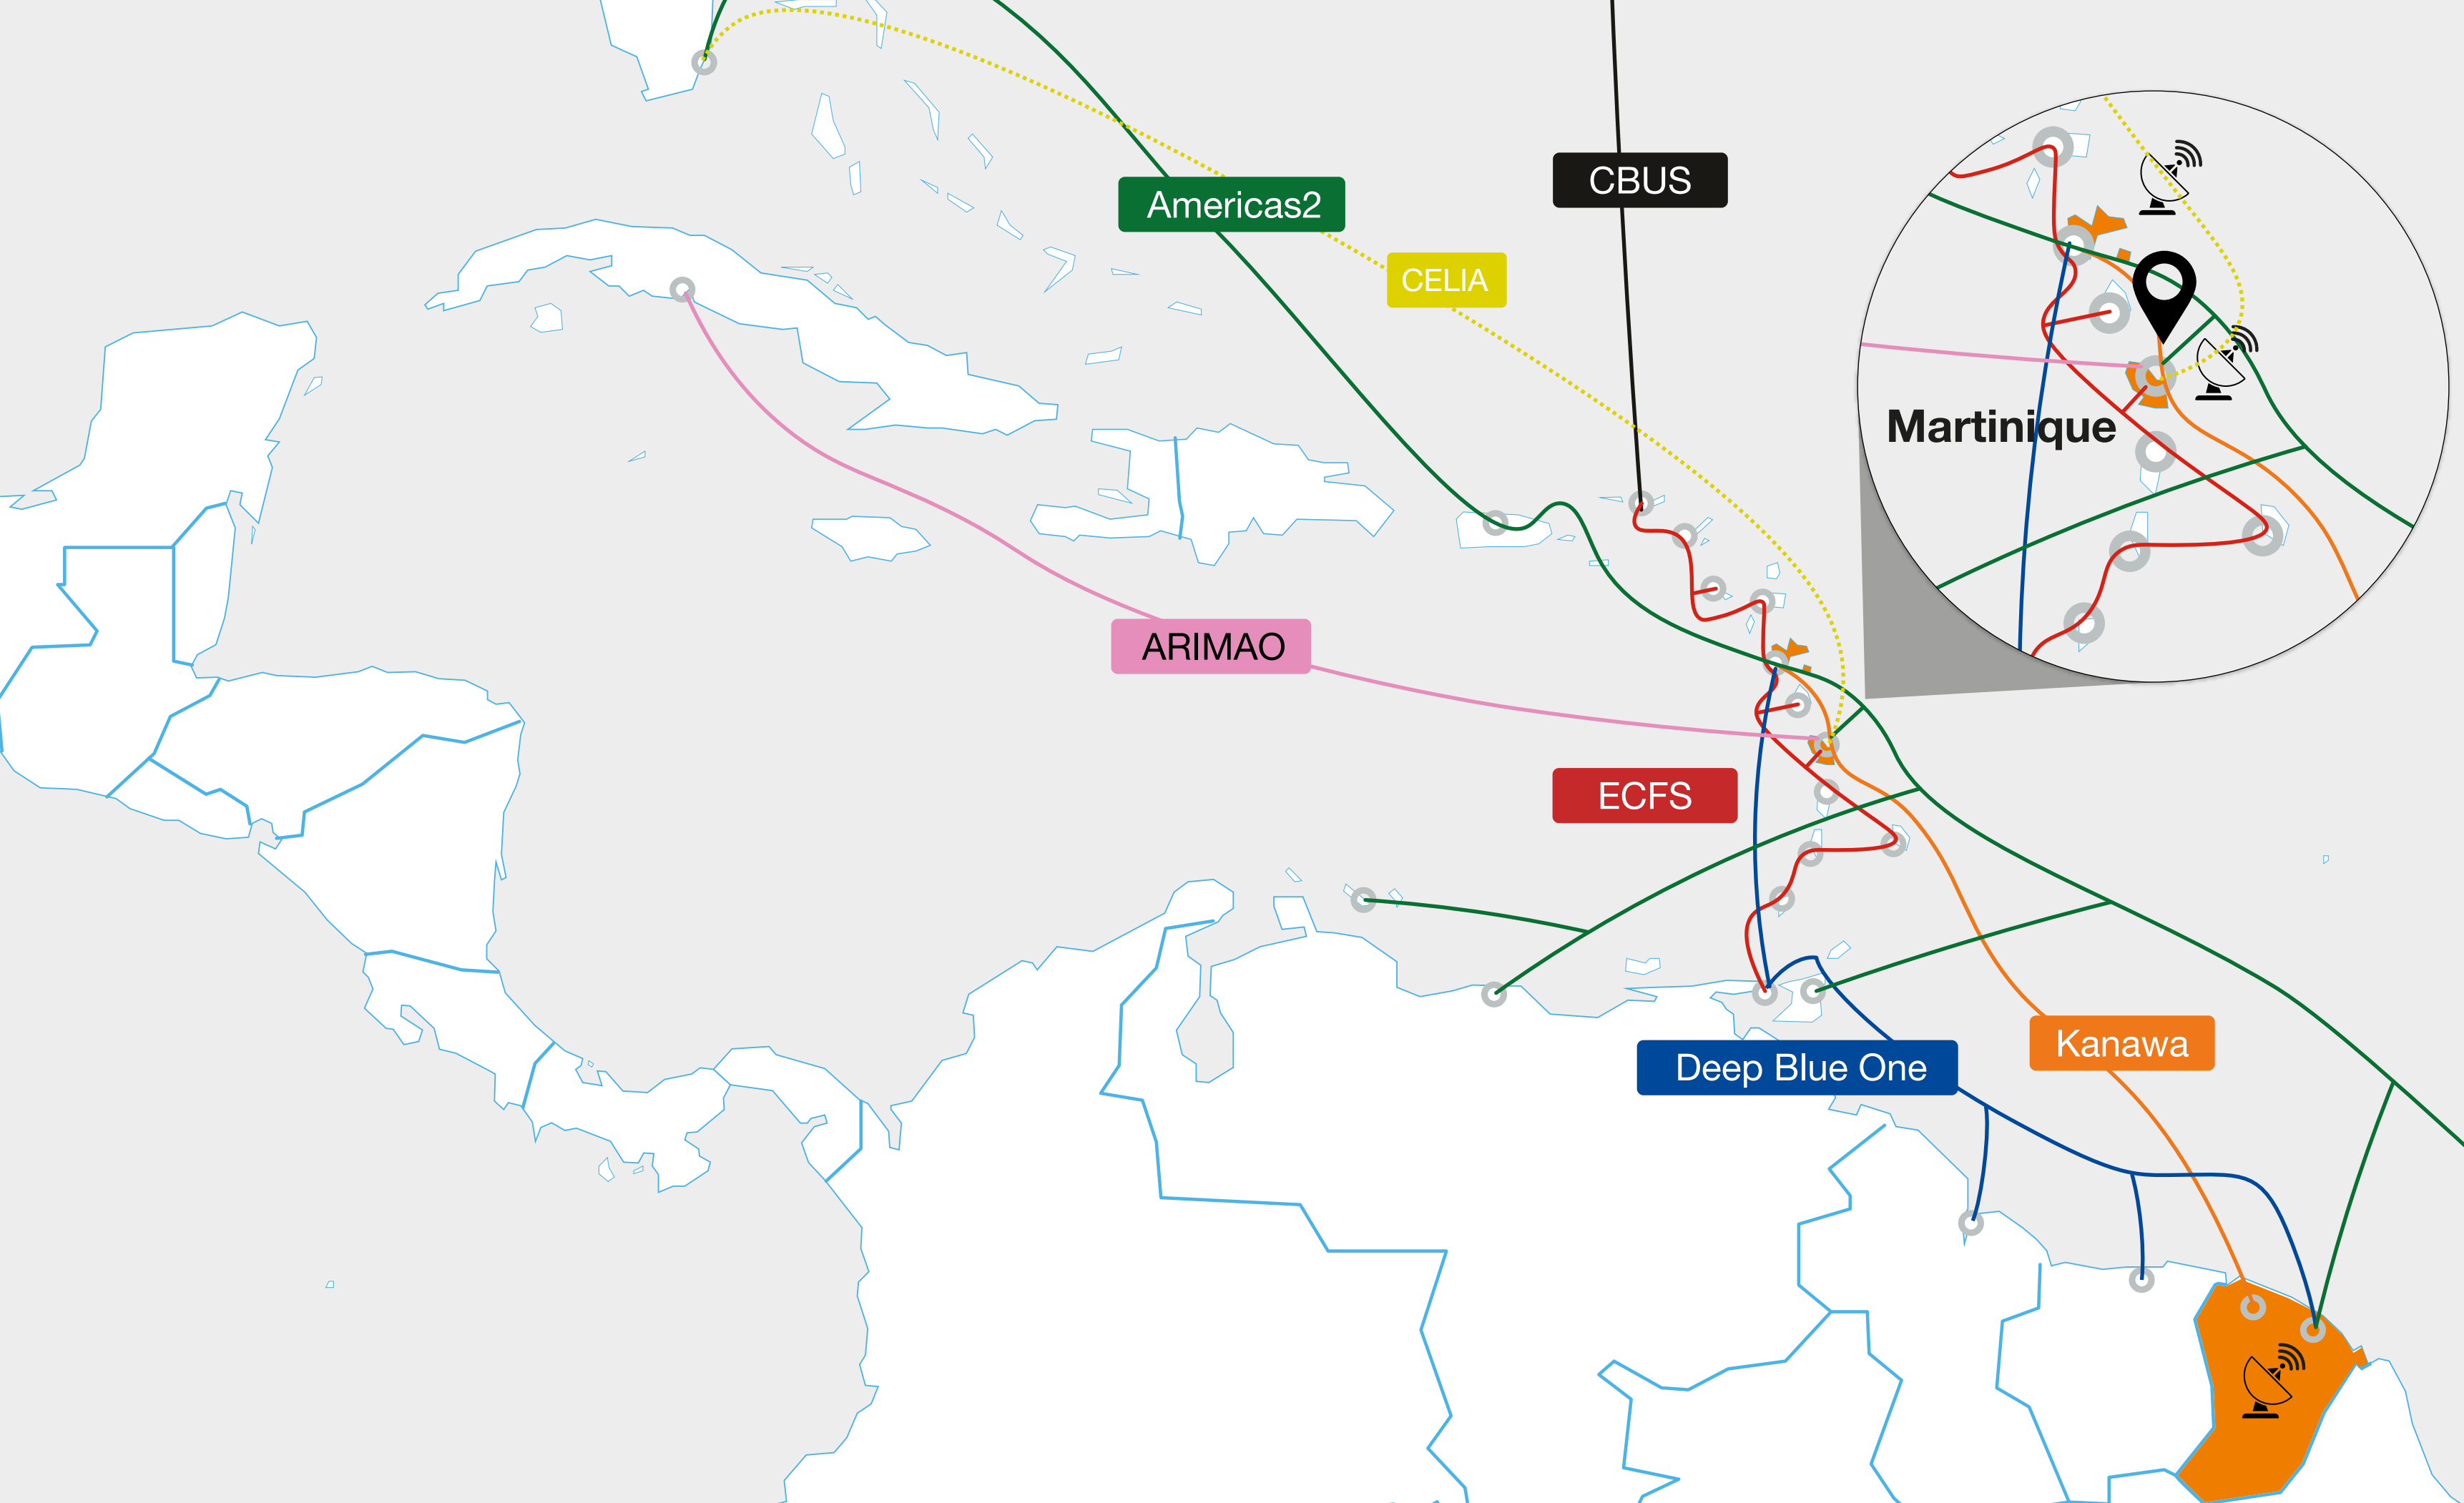 CBUS
Americas2
CELIA
Martinique
ARIMAO
ECFS
Kanawa
Deep Blue One